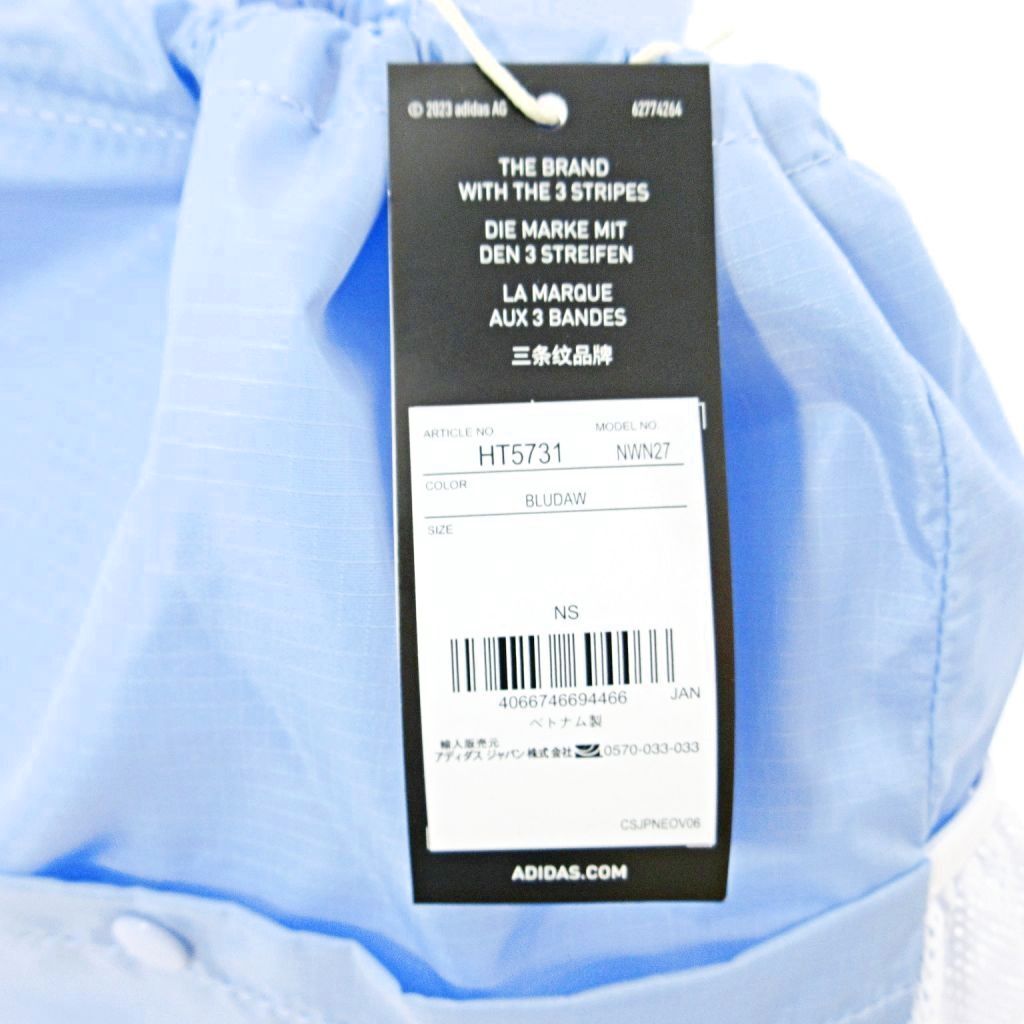 © 2023 adidas AG 62774264
THE BRAND
WITH THE 3 STRIPES
DIE MARKE MIT
DEN 3 STREIFEN
LA MARQUE
AUX 3 BANDES
三条纹品牌
ARTICLE NO MODEL NO.
HT5731 NWN27
COLOR
BLUDAW
SIZE
NS
4066746694466 JAN
ベトナム製
輸入販売元
アディダス ジャパン株式会社 0570-033-033
CSJPNEOV06
ADIDAS.COM